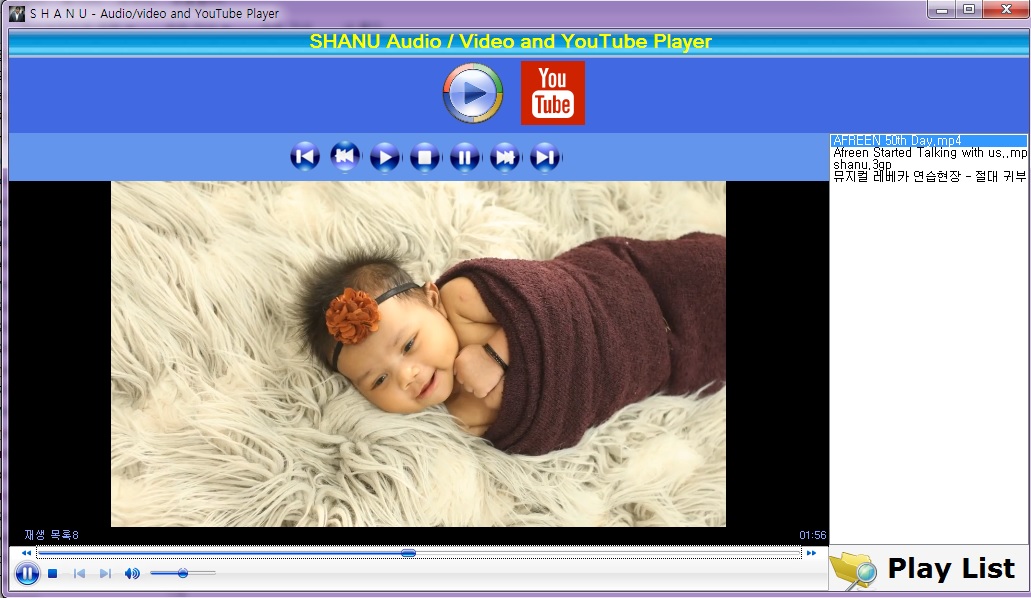 S H A N U - Audio/video and YouTube Player
SHANU Audio / Video and YouTube Player
You
Tube
AFREEN 50th Day.mp4
Afreen Started Talking with us,.mp
shanu.3gp
뮤지컬 레베카 연습현장 - 절대 귀부
재생 목록8
01:56
Play List